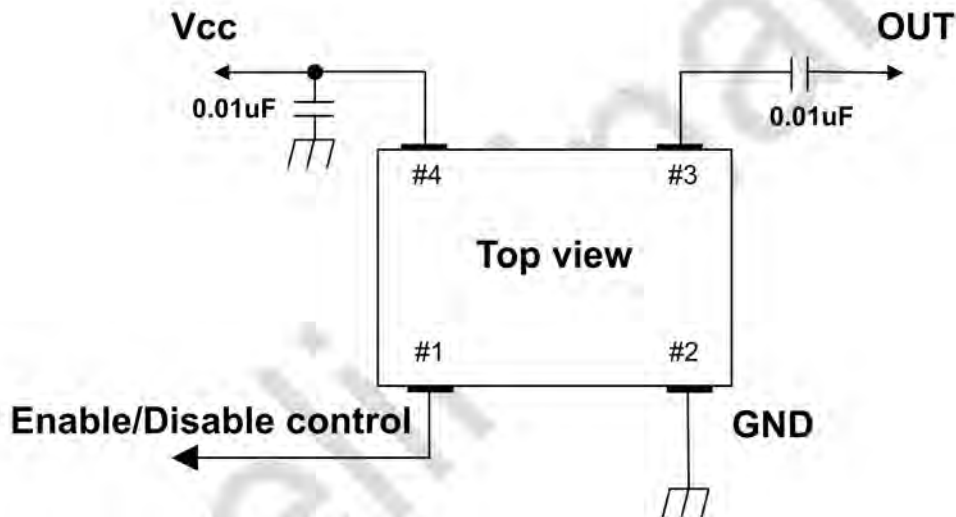 Vcc
OUT
0.01uF
0.01uF
#4
#3
Top view
#1
#2
Enable/Disable control
GND